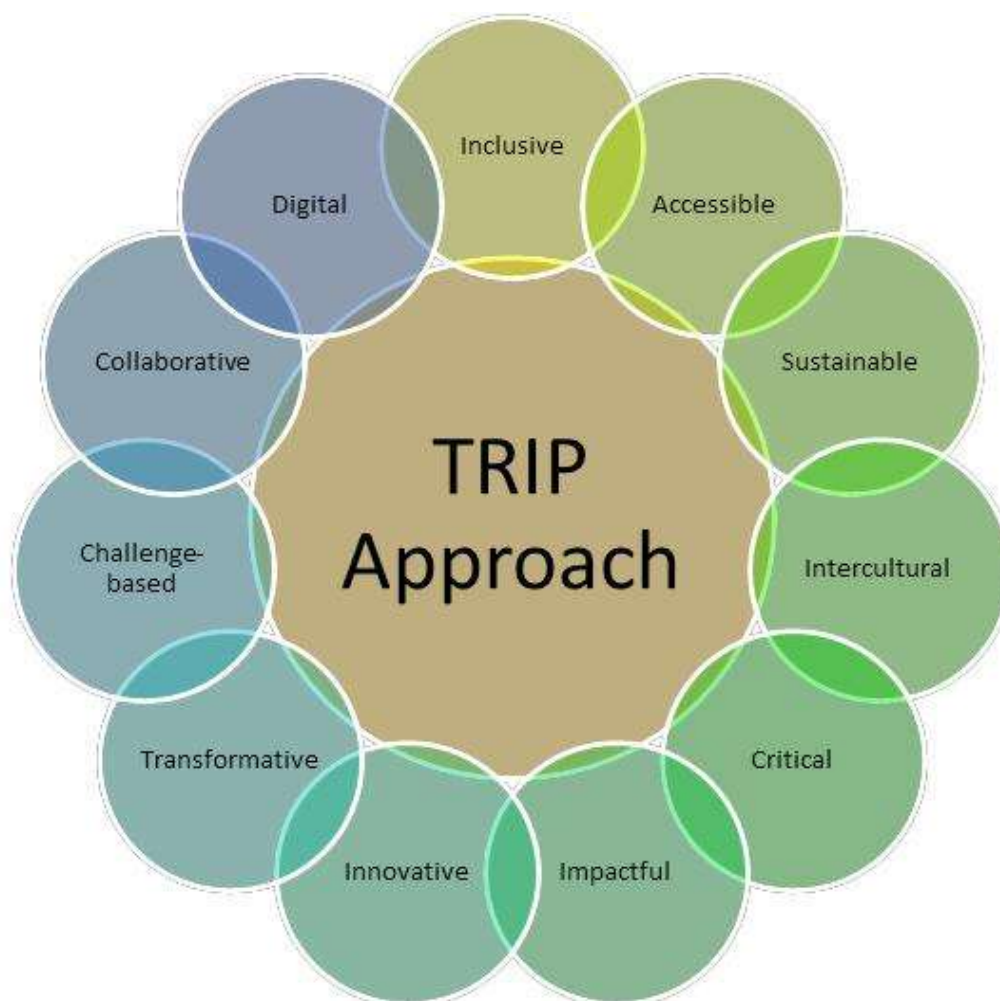 TRIP
Approach
Inclusive
Accessible
Sustainable
Intercultural
Critical
Impactful
Innovative
Transformative
Challenge-
based
Collaborative
Digital